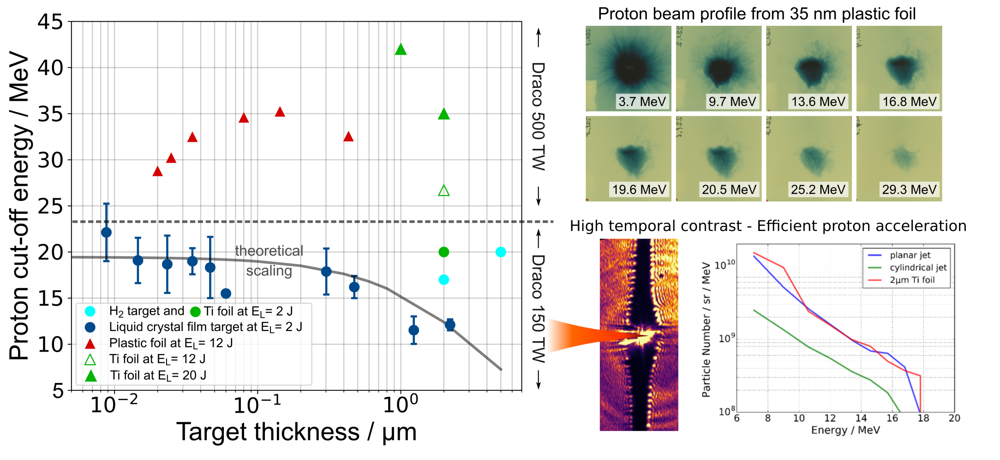 Proton cut-off energy / MeV
45
40
35
30
25
20
15
10
5
10⁻²
10⁻¹
10⁰
Target thickness / µm
theoretical
scaling
H₂ target and Ti foil at E_L= 2 J
Liquid crystal film target at E_L= 2 J
Plastic foil at E_L= 12 J
Ti foil at E_L= 12 J
Ti foil at E_L= 20 J
Draco 500 TW
Draco 150 TW
Proton beam profile from 35 nm plastic foil
3.7 MeV
9.7 MeV
13.6 MeV
16.8 MeV
19.6 MeV
20.5 MeV
25.2 MeV
29.3 MeV
High temporal contrast - Efficient proton acceleration
Particle Number / sr / MeV
10¹⁰
10⁹
10⁸
planar jet
cylindrical jet
2µm Ti foil
6 8 10 12 14 16 18 20
Energy / MeV